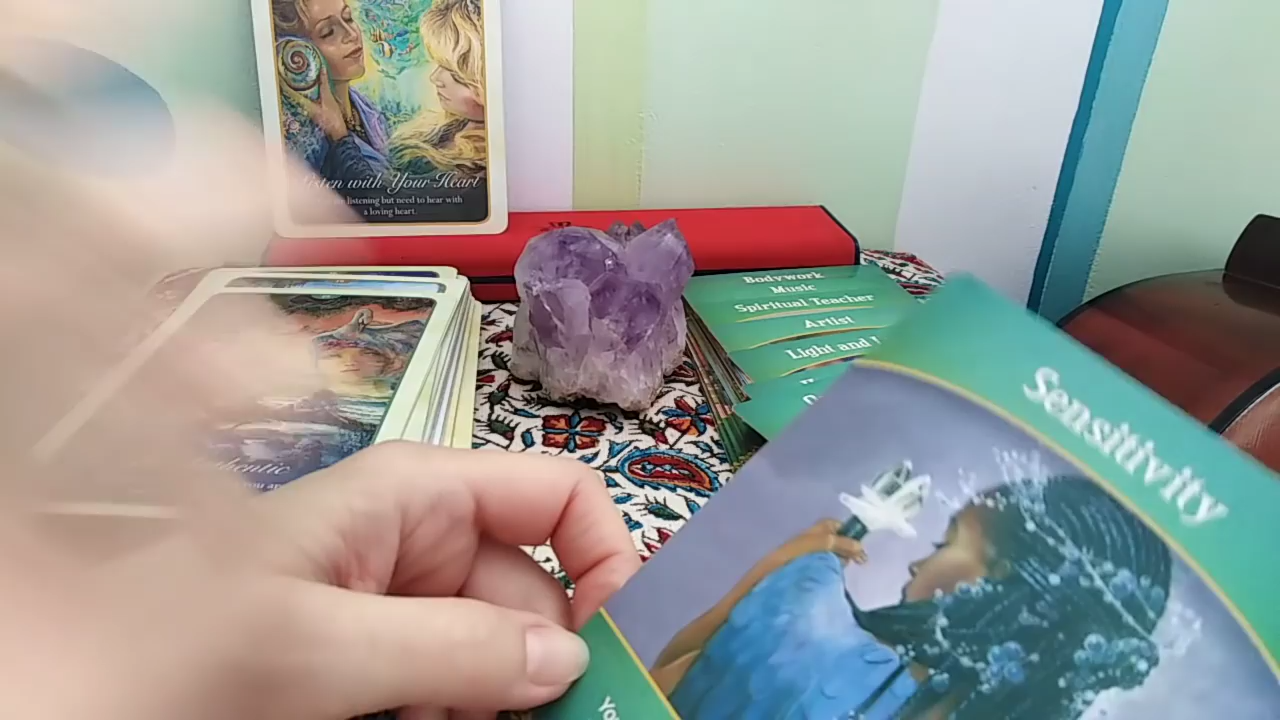 with Your Heart
listening but need to hear with
a loving heart.
Bodywork
Music
Spiritual Teacher
Artist
Light and
Sensitivity